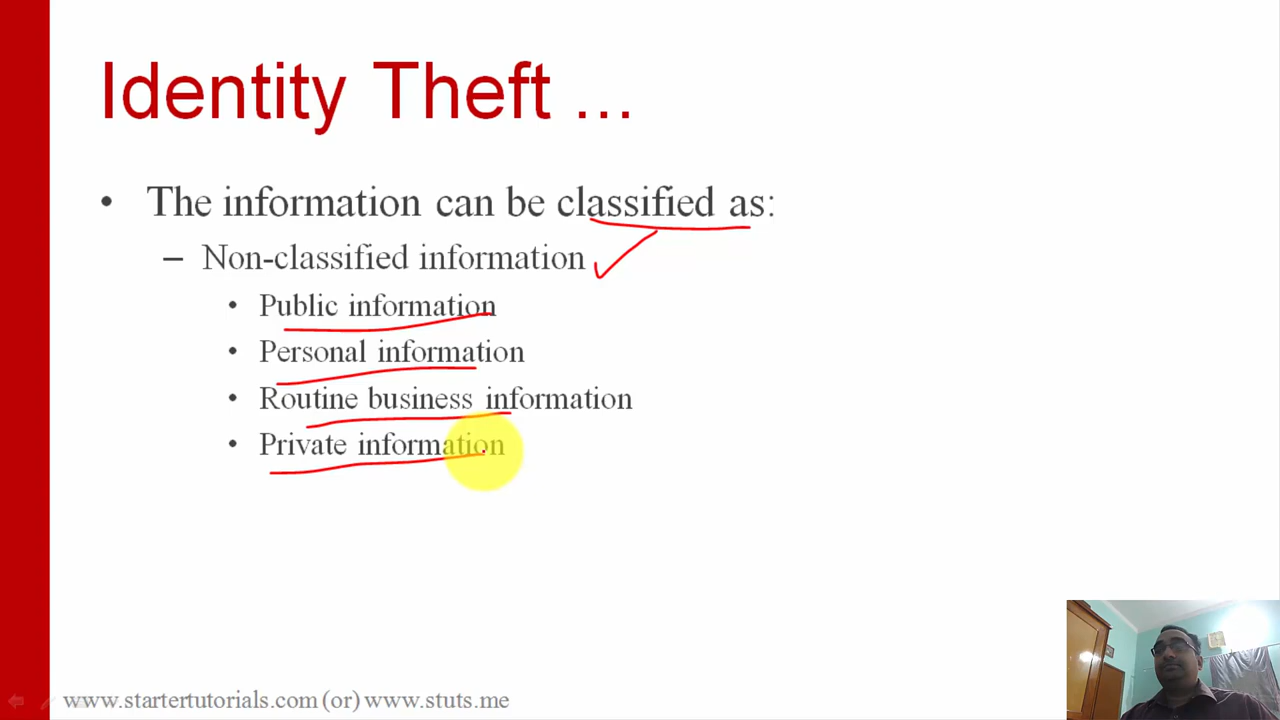 Identity Theft ...
• The information can be classified as:
– Non-classified information
• Public information
• Personal information
• Routine business information
• Private information
www.startertutorials.com (or) www.stuts.me